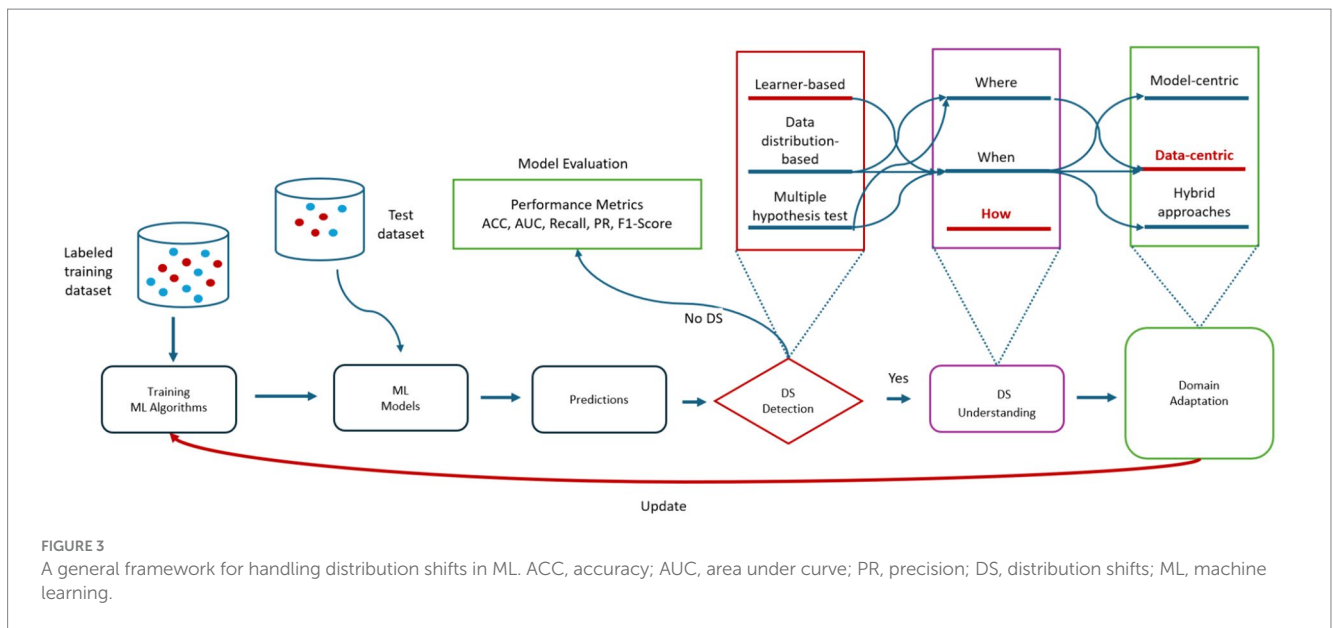 Learner-based
Data
distribution-
based
Multiple
hypothesis test
Where
When
How
Model-centric
Data-centric
Hybrid
approaches
Model Evaluation
Performance Metrics
ACC, AUC, Recall, PR, F1-Score
Test
dataset
Labeled
training
dataset
No DS
Training
ML Algorithms
ML
Models
Predictions
DS
Detection
Yes
DS
Understanding
Domain
Adaptation
Update
FIGURE 3
A general framework for handling distribution shifts in ML. ACC, accuracy; AUC, area under curve; PR, precision; DS, distribution shifts; ML, machine
learning.